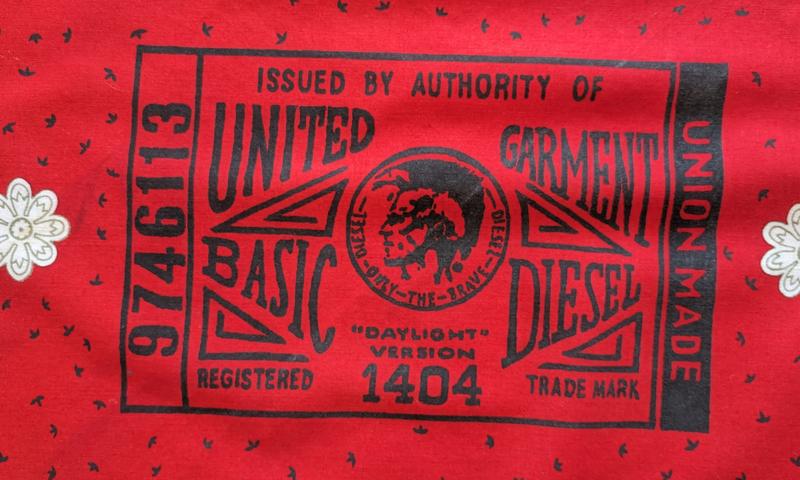 9746113
ISSUED BY AUTHORITY OF
UNITED
GARMENT
BASIC
DIESEL
DIESEL-ONLY-THE-BRAVE-DIESEL
"DAYLIGHT"
VERSION
1404
REGISTERED
TRADE MARK
UNION MADE